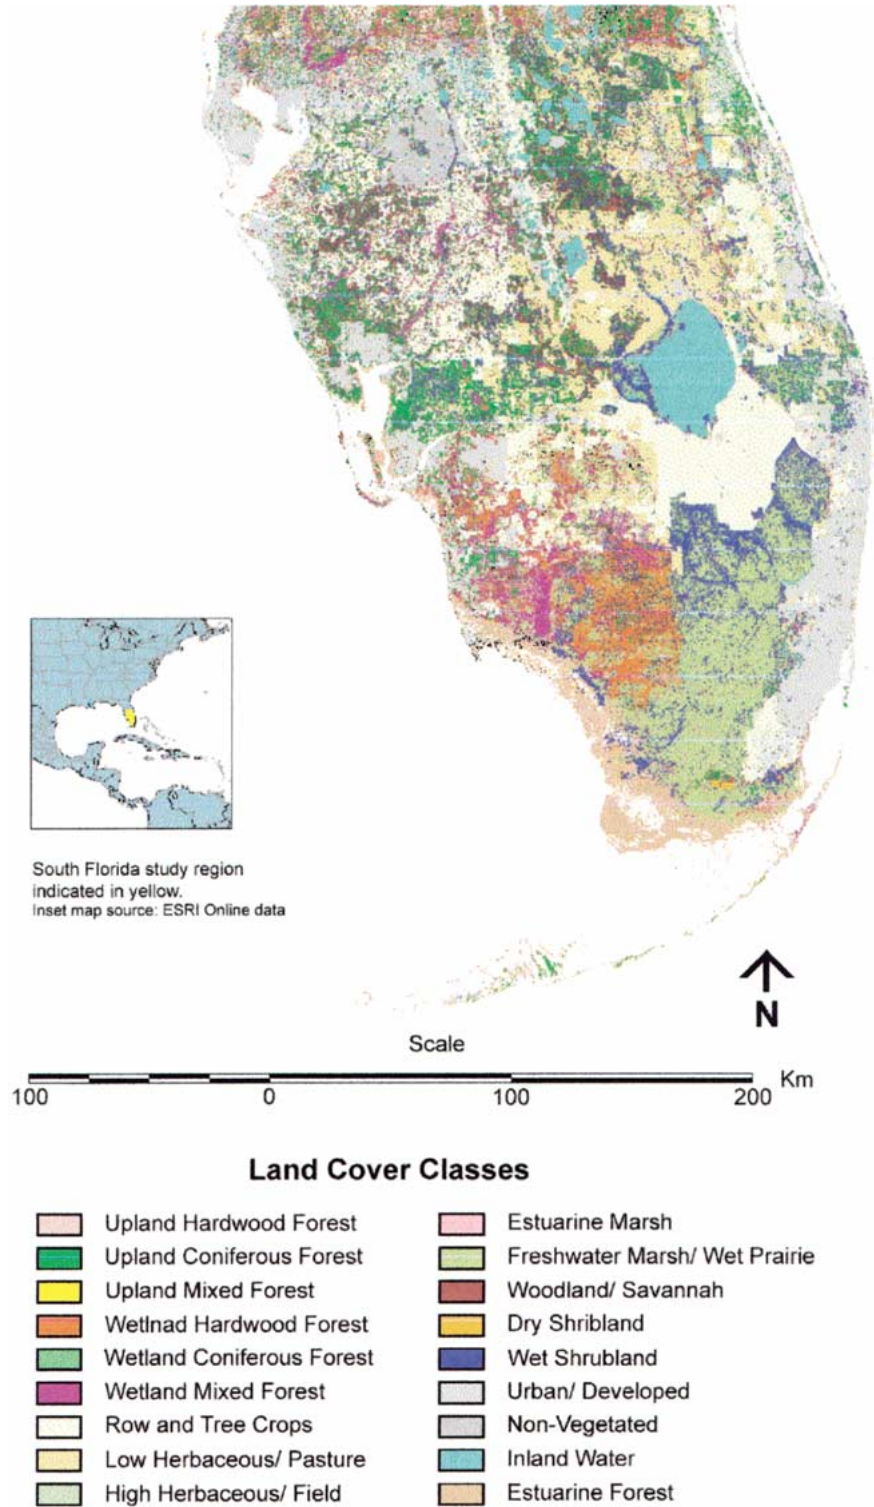 South Florida study region
indicated in yellow.
Inset map source: ESRI Online data
N
Scale
100 0 100 200 Km
Land Cover Classes
Upland Hardwood Forest
Upland Coniferous Forest
Upland Mixed Forest
Wetlnad Hardwood Forest
Wetland Coniferous Forest
Wetland Mixed Forest
Row and Tree Crops
Low Herbaceous/ Pasture
High Herbaceous/ Field
Estuarine Marsh
Freshwater Marsh/ Wet Prairie
Woodland/ Savannah
Dry Shribland
Wet Shrubland
Urban/ Developed
Non-Vegetated
Inland Water
Estuarine Forest